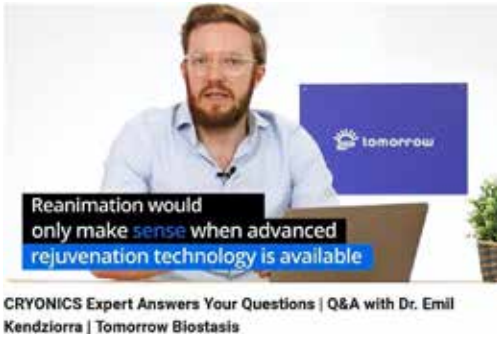 tomorrow
Reanimation would
only make sense when advanced
rejuvenation technology is available
CRYONICS Expert Answers Your Questions | Q&A with Dr. Emil
Kendziorra | Tomorrow Biostasis